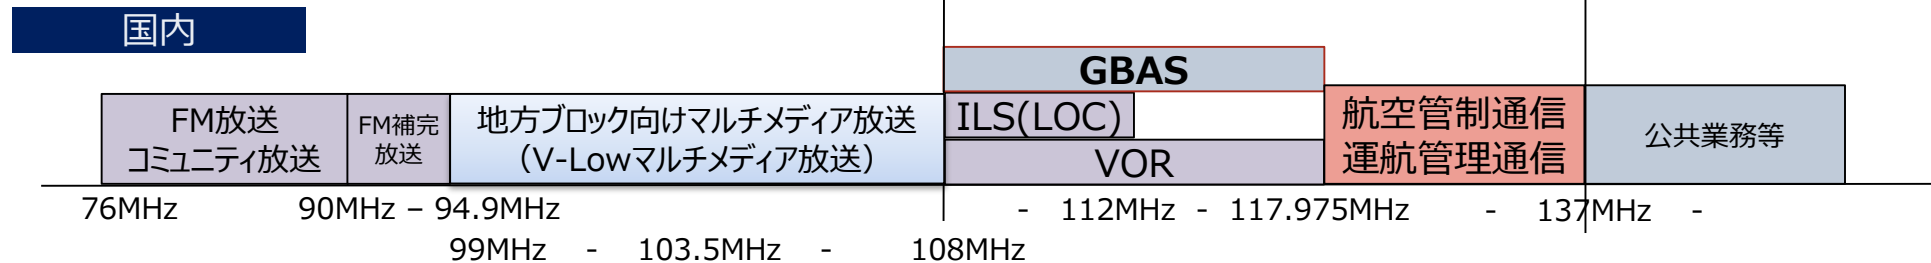 国内
GBAS
FM放送
コミュニティ放送
FM補完
放送
地方ブロック向けマルチメディア放送
（V-Lowマルチメディア放送）
ILS(LOC)
VOR
航空管制通信
運航管理通信
公共業務等
76MHz 90MHz – 94.9MHz - 112MHz - 117.975MHz - 137MHz -
99MHz - 103.5MHz - 108MHz